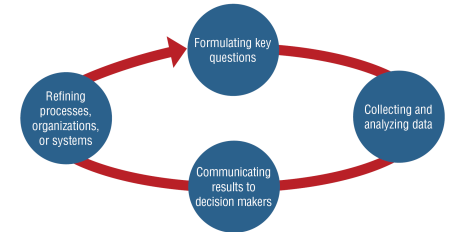 Formulating key
questions
Collecting and
analyzing data
Communicating
results to
decision makers
Refining
processes,
organizations,
or systems